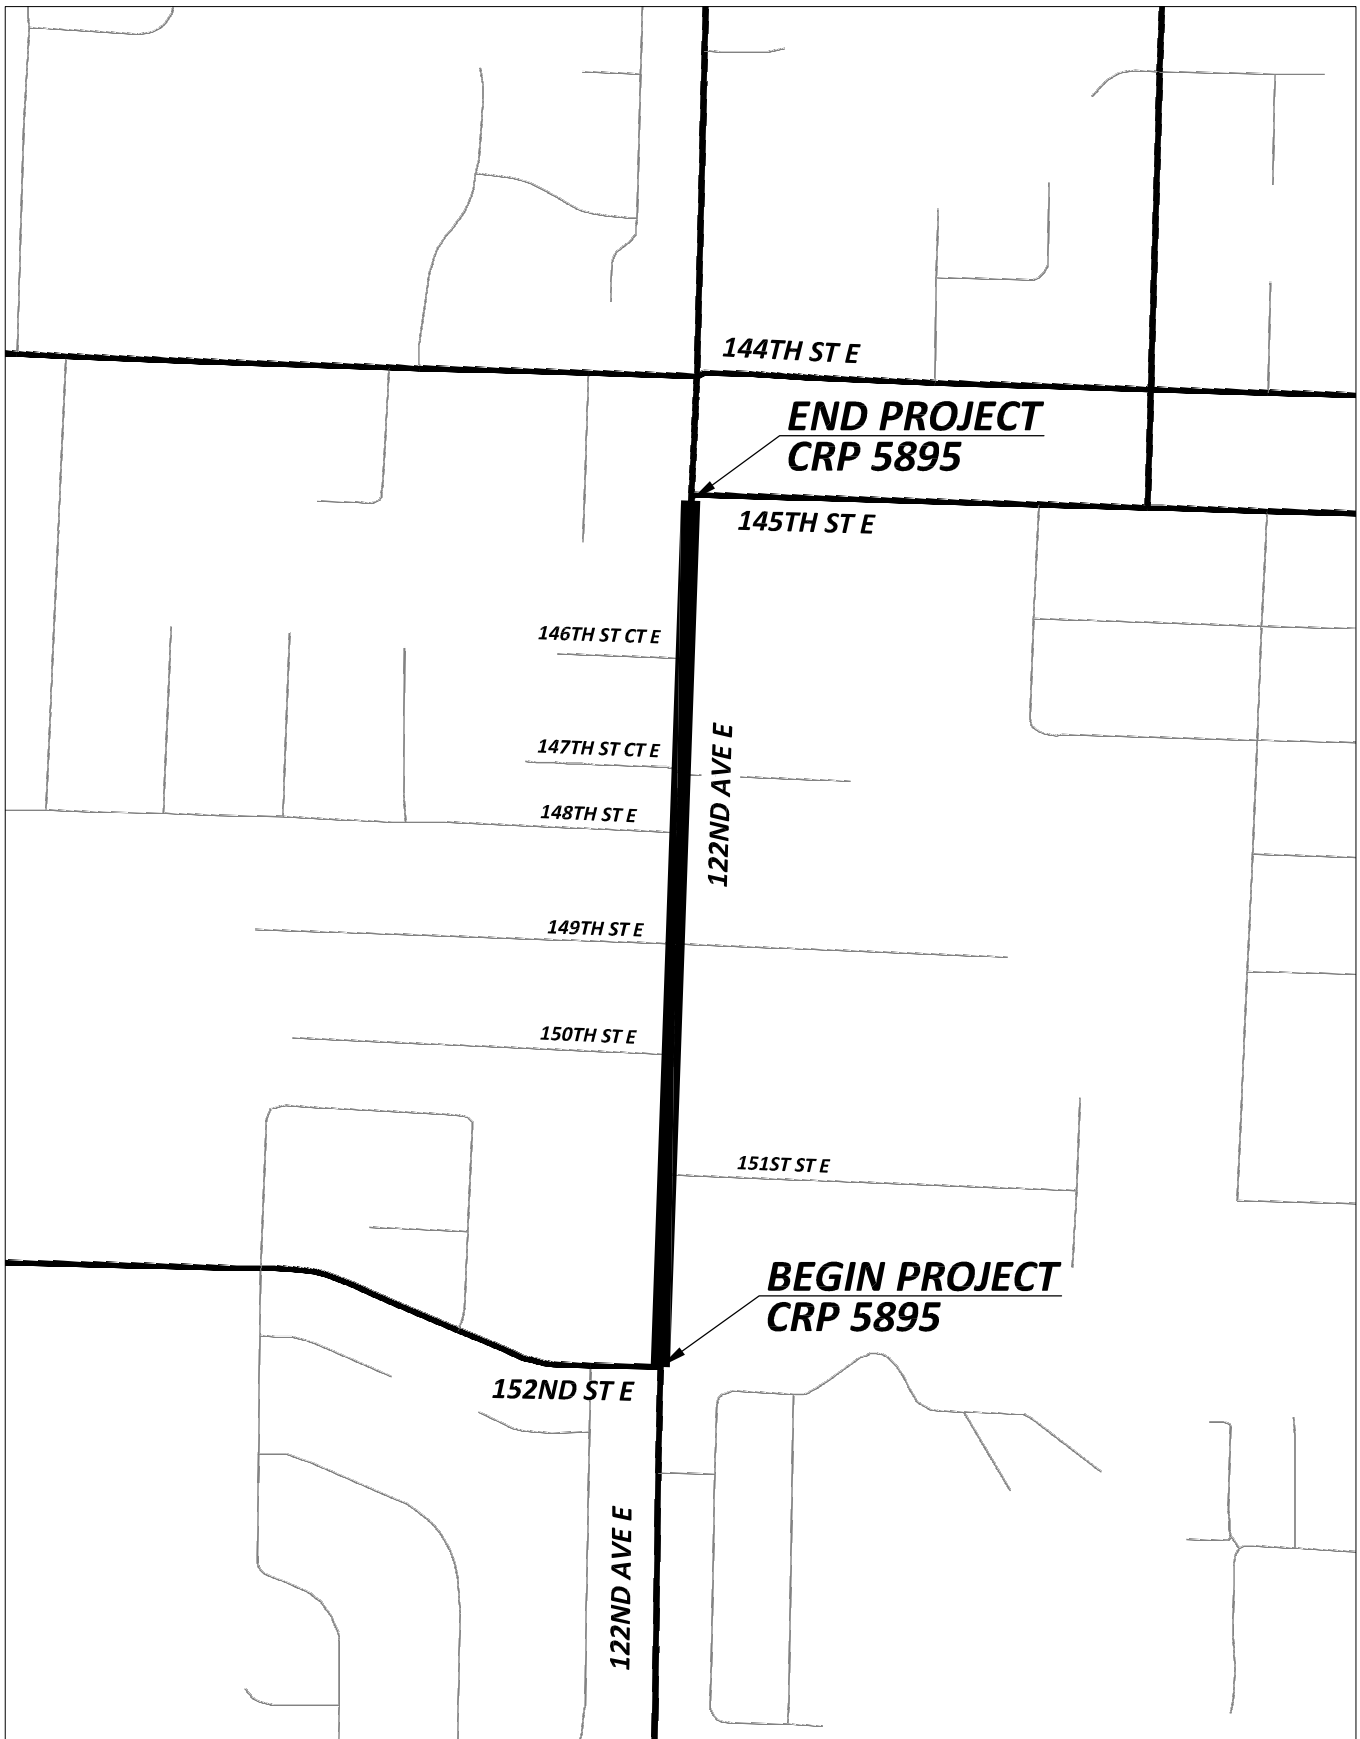 144TH ST E
END PROJECT
CRP 5895
145TH ST E
146TH ST CT E
147TH ST CT E
122ND AVE E
148TH ST E
149TH ST E
150TH ST E
151ST ST E
BEGIN PROJECT
CRP 5895
152ND ST E
122ND AVE E